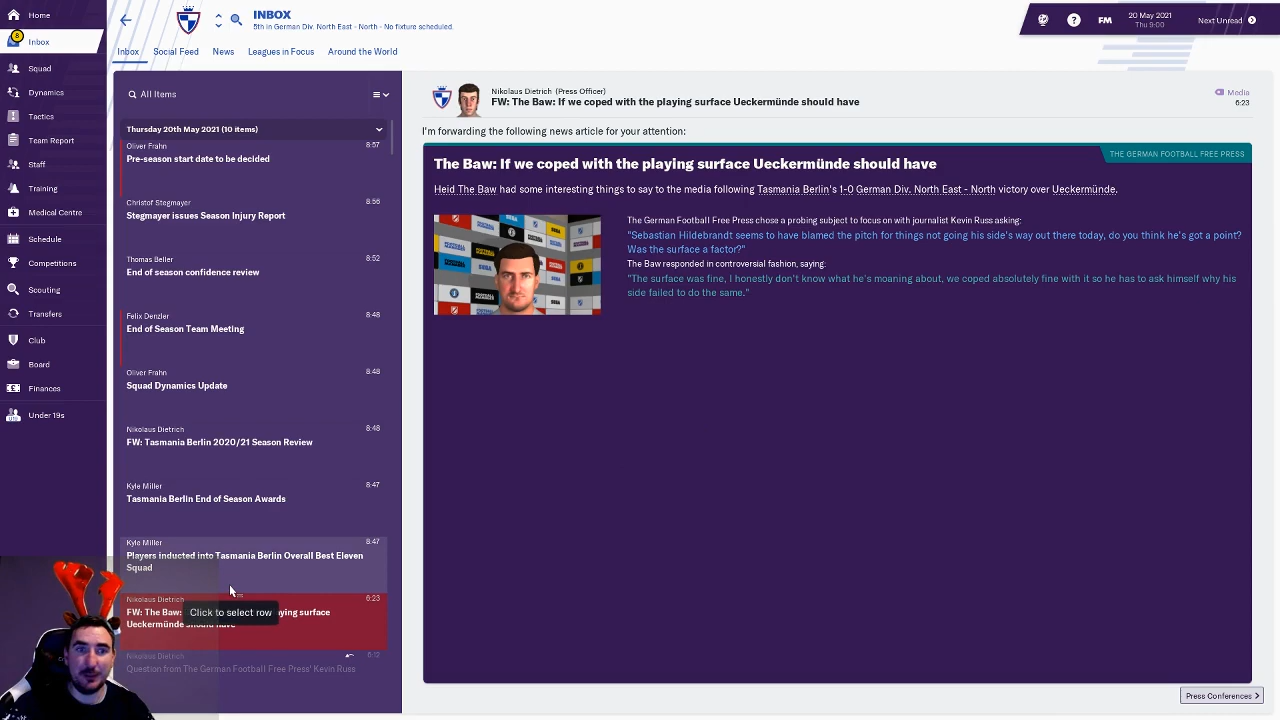 Home
Inbox
8
Squad
Dynamics
Tactics
Team Report
Staff
Training
Medical Centre
Schedule
Competitions
Scouting
Transfers
Club
Board
Finances
Under 19s
INBOX
5th in German Div. North East - North - No fixture scheduled.
FM
20 May 2021
Thu 9:00
Next Unread
Inbox
Social Feed
News
Leagues in Focus
Around the World
All Items
Thursday 20th May 2021 (10 items)
Oliver Frahn 8:57
Pre-season start date to be decided
Christof Stegmayer 8:56
Stegmayer issues Season Injury Report
Thomas Beller 8:52
End of season confidence review
Felix Denzler 8:48
End of Season Team Meeting
Oliver Frahn 8:48
Squad Dynamics Update
Nikolaus Dietrich 8:48
FW: Tasmania Berlin 2020/21 Season Review
Kyle Miller 8:47
Tasmania Berlin End of Season Awards
Kyle Miller 8:47
Players inducted into Tasmania Berlin Overall Best Eleven
Squad
Nikolaus Dietrich 6:23
FW: The Baw: playing surface
Ueckermünde should have
Click to select row
Nikolaus Dietrich 6:12
Question from The German Football Free Press' Kevin Russ
Nikolaus Dietrich (Press Officer)
FW: The Baw: If we coped with the playing surface Ueckermünde should have
Media
6:23
I'm forwarding the following news article for your attention:
The Baw: If we coped with the playing surface Ueckermünde should have
THE GERMAN FOOTBALL FREE PRESS
Heid The Baw had some interesting things to say to the media following Tasmania Berlin's 1-0 German Div. North East - North victory over Ueckermünde.
The German Football Free Press chose a probing subject to focus on with journalist Kevin Russ asking:
"Sebastian Hildebrandt seems to have blamed the pitch for things not going his side's way out there today, do you think he's got a point?
Was the surface a factor?"
The Baw responded in controversial fashion, saying:
"The surface was fine, I honestly don't know what he's moaning about, we coped absolutely fine with it so he has to ask himself why his
side failed to do the same."
Press Conferences